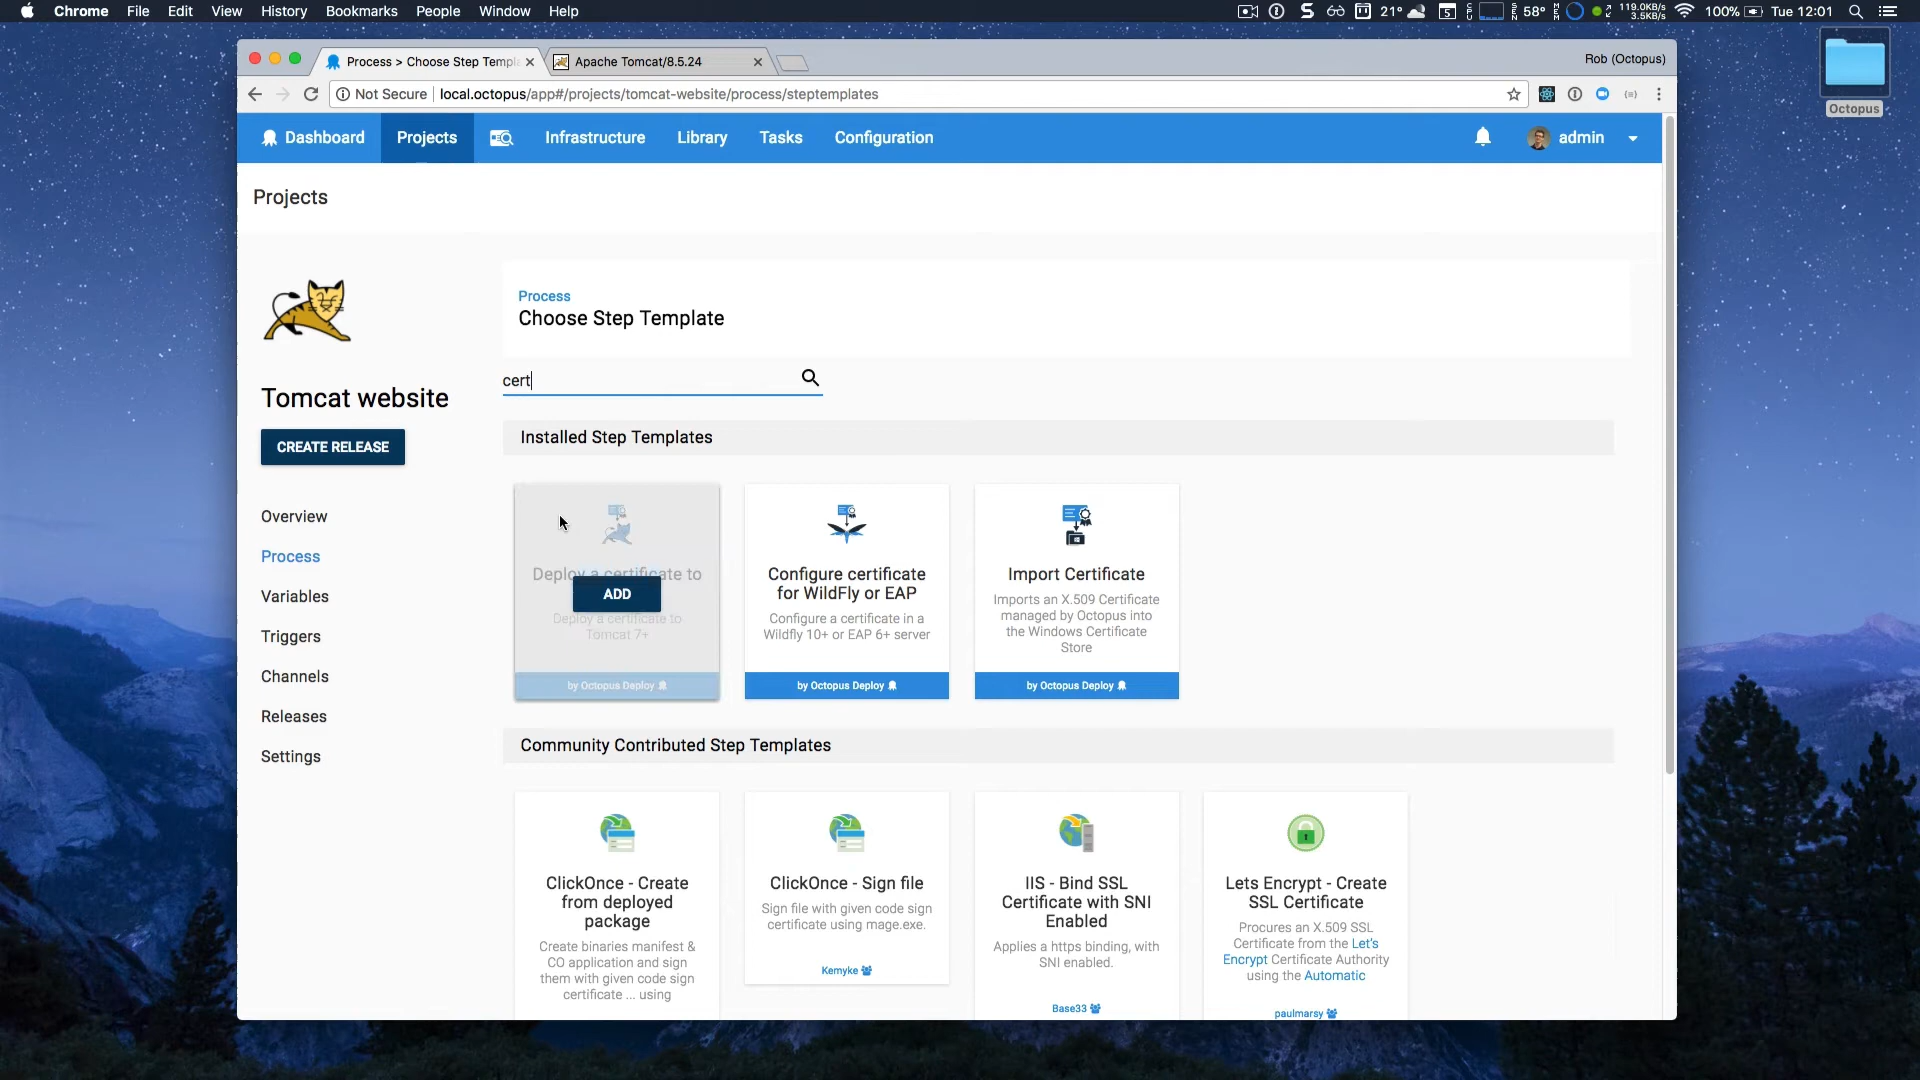 Chrome File Edit View History Bookmarks People Window Help
21° 5 58° 119.0KB/s 3.5KB/s 100% Tue 12:01
Octopus
Process > Choose Step Templa
Apache Tomcat/8.5.24
Rob (Octopus)
Not Secure local.octopus/app#/projects/tomcat-website/process/steptemplates
Dashboard Projects Infrastructure Library Tasks Configuration admin
Projects
Process
Choose Step Template
cert
Tomcat website
CREATE RELEASE
Overview
Process
Variables
Triggers
Channels
Releases
Settings
Installed Step Templates
Deploy a certificate to
ADD
Deploy a certificate to
Tomcat 7+
by Octopus Deploy
Configure certificate
for WildFly or EAP
Configure a certificate in a
Wildfly 10+ or EAP 6+ server
by Octopus Deploy
Import Certificate
Imports an X.509 Certificate
managed by Octopus into
the Windows Certificate
Store
by Octopus Deploy
Community Contributed Step Templates
ClickOnce - Create
from deployed
package
Create binaries manifest &
CO application and sign
them with given code sign
certificate ... using
ClickOnce - Sign file
Sign file with given code sign
certificate using mage.exe.
Kemyke
IIS - Bind SSL
Certificate with SNI
Enabled
Applies a https binding, with
SNI enabled.
Base33
Lets Encrypt - Create
SSL Certificate
Procures an X.509 SSL
Certificate from the Let's
Encrypt Certificate Authority
using the Automatic
paulmarsy